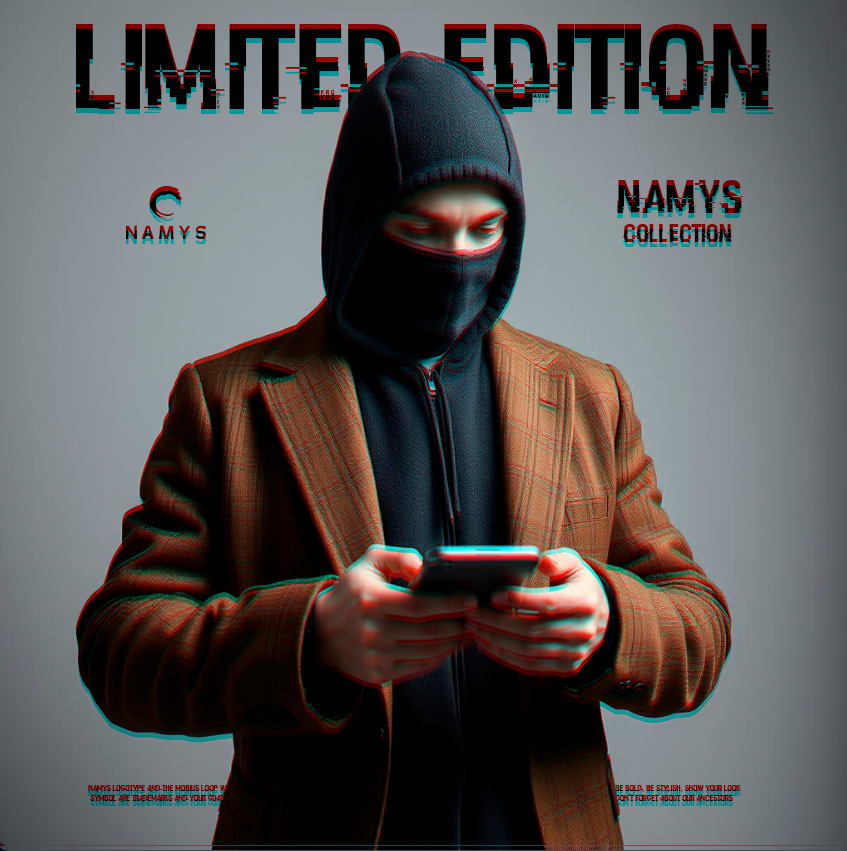 LIMITED EDITION
NAMYS
NAMYS
COLLECTION
NAMYS LOGOTYPE AND THE MOBIUS LOOP
SYMBOL ARE TRADEMARKS AND YOUR
BE BOLD. BE STYLISH. SHOW YOUR LOOK
DON'T FORGET ABOUT OUR ANCESTORS